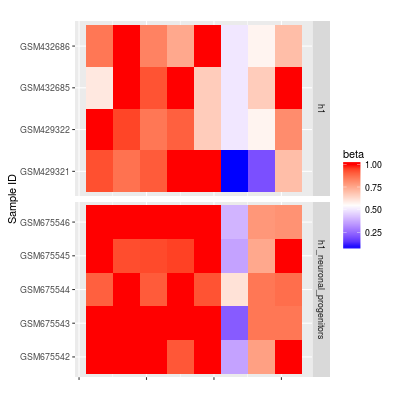 Sample ID
GSM432686
GSM432685
GSM429322
GSM429321
h1
GSM675546
GSM675545
GSM675544
GSM675543
GSM675542
h1_neuronal_progenitors
beta
1.00
0.75
0.50
0.25